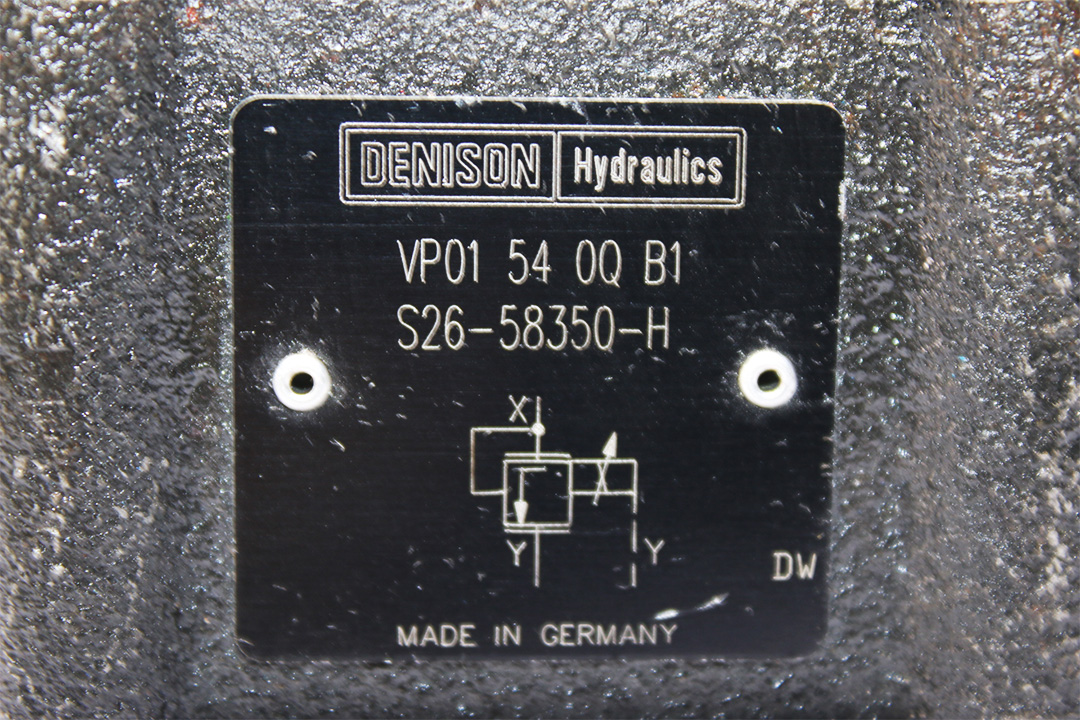 DENISON Hydraulics
VP01 54 0Q B1
S26-58350-H
X
Y
Y
DW
MADE IN GERMANY